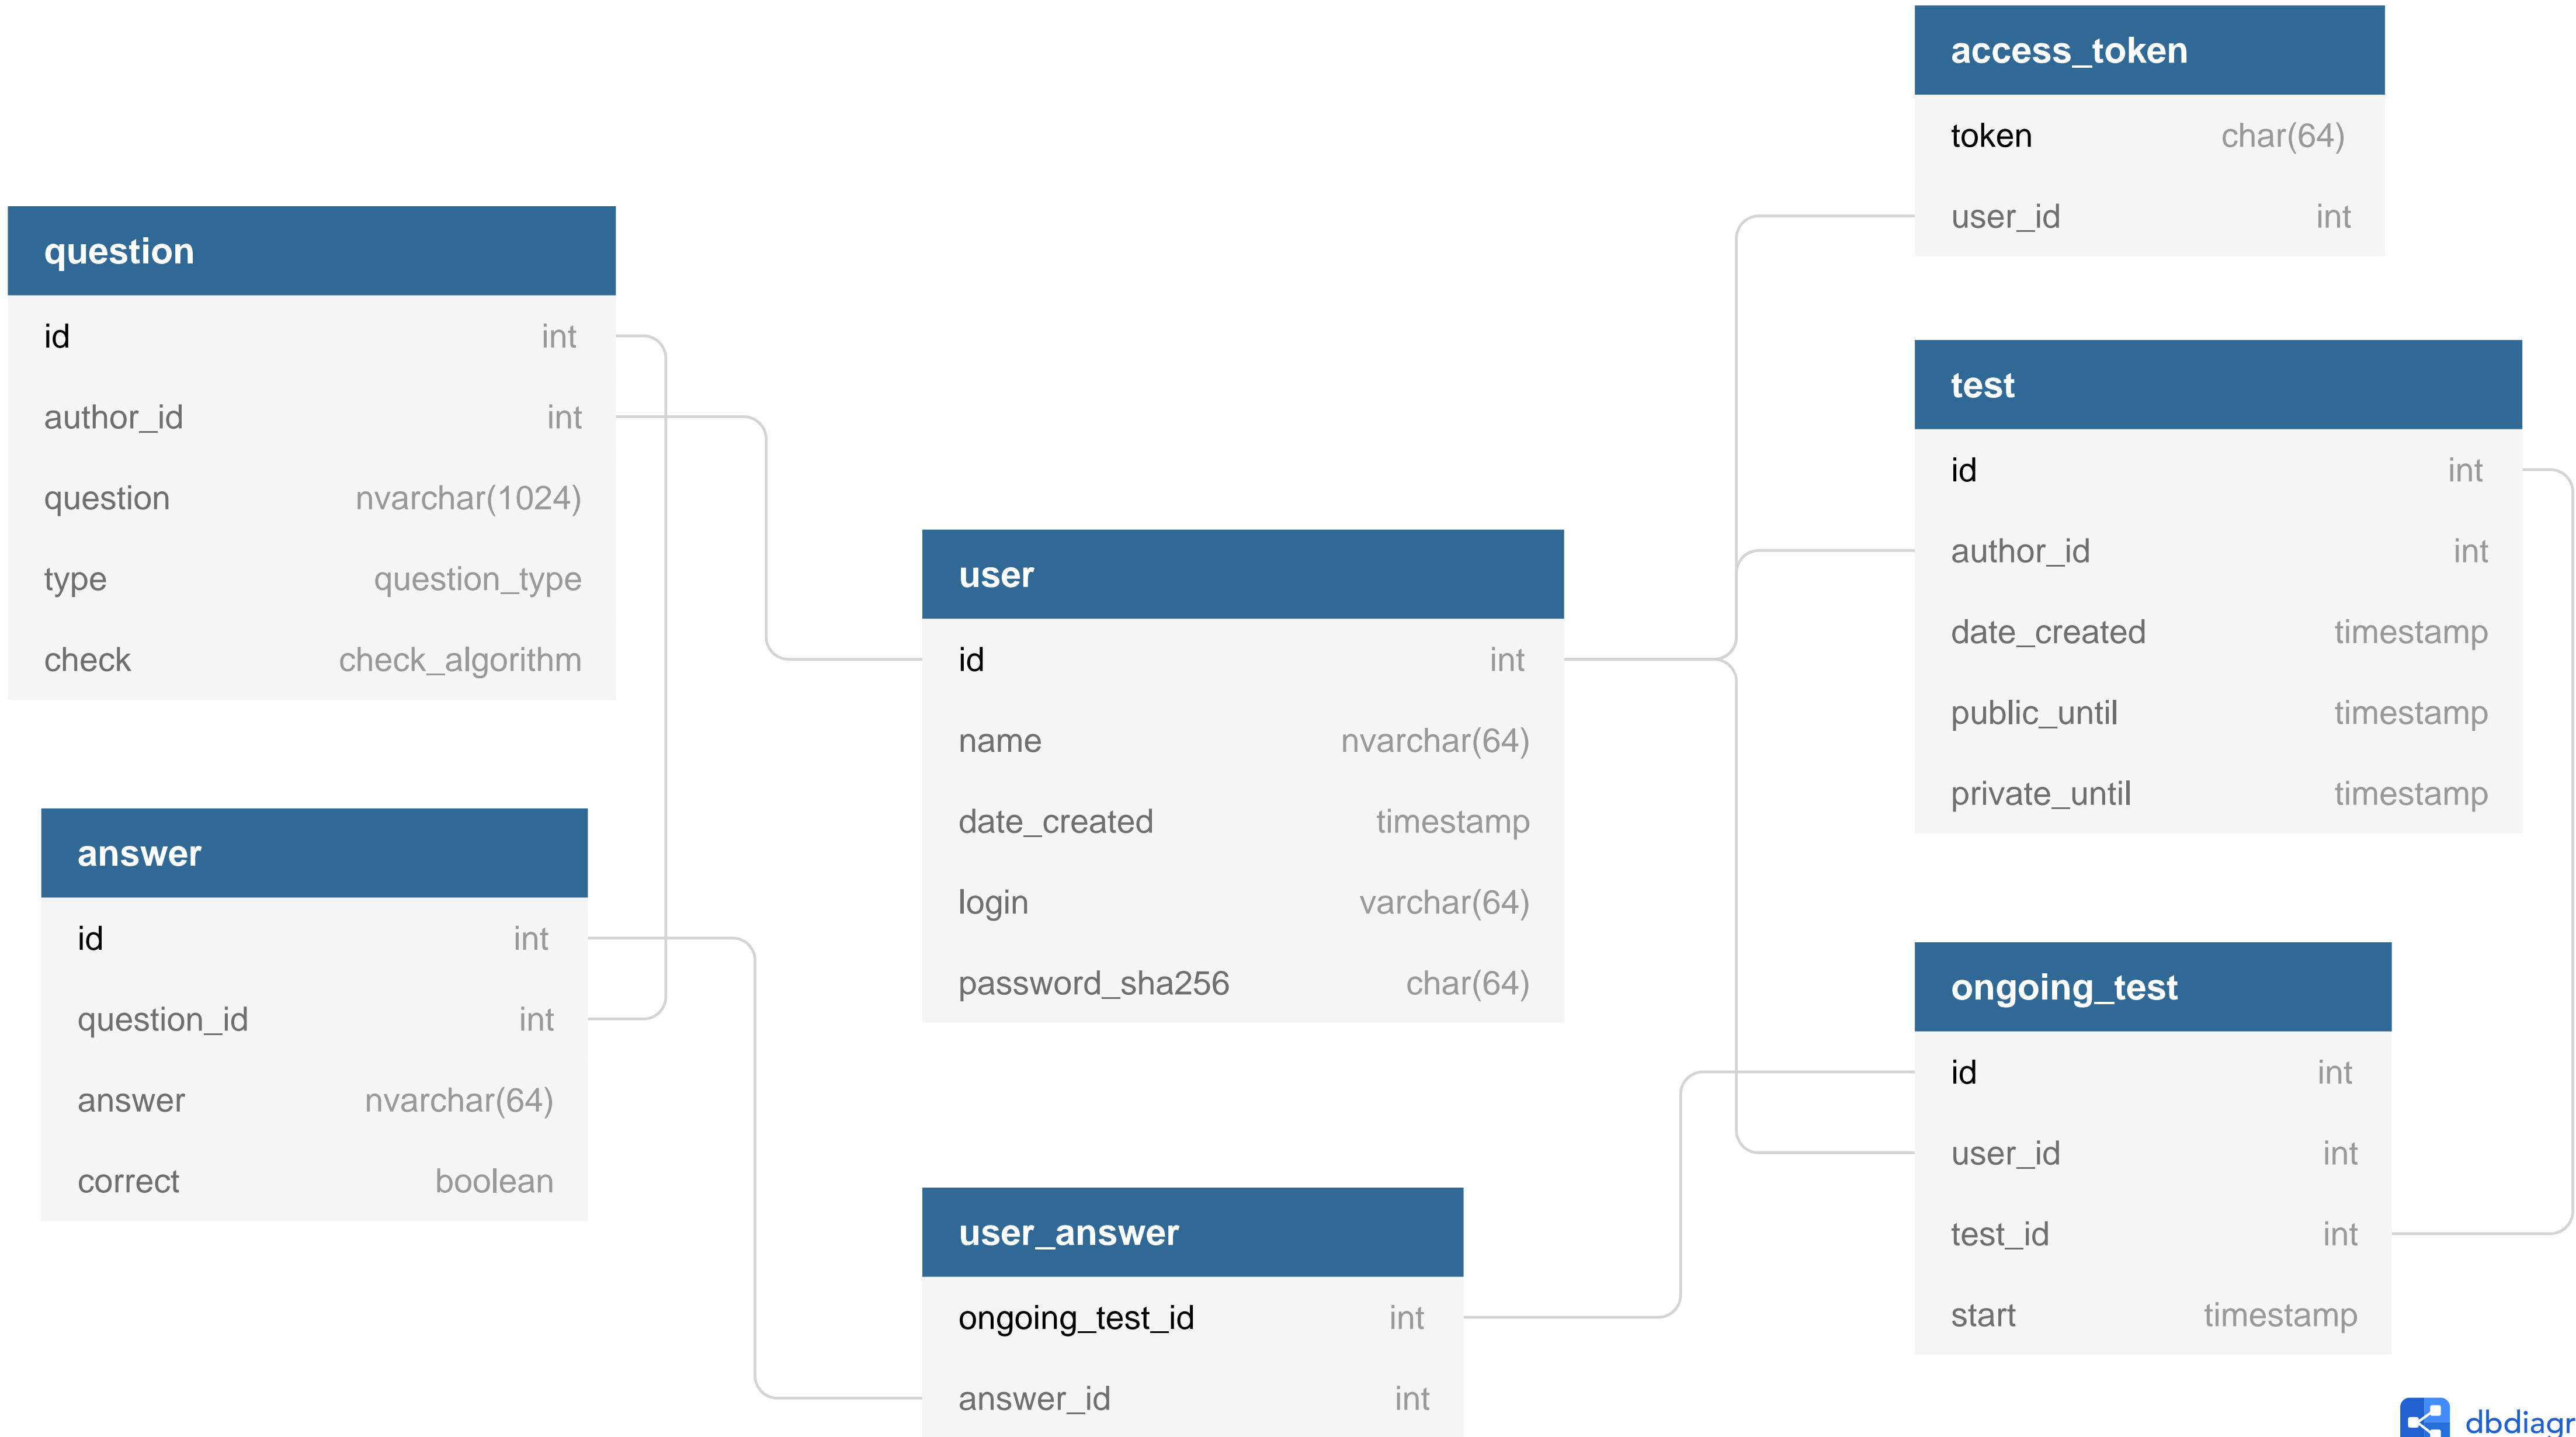 access_token
token char(64)
user_id int
question
id int
author_id int
question nvarchar(1024)
type question_type
check check_algorithm
test
id int
author_id int
date_created timestamp
public_until timestamp
private_until timestamp
user
id int
name nvarchar(64)
date_created timestamp
login varchar(64)
password_sha256 char(64)
answer
id int
question_id int
answer nvarchar(64)
correct boolean
ongoing_test
id int
user_id int
test_id int
start timestamp
user_answer
ongoing_test_id int
answer_id int
dbdiagr